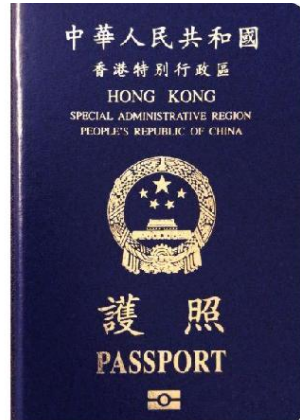 中華人民共和國
香港特別行政區
HONG KONG
SPECIAL ADMINISTRATIVE REGION
PEOPLE'S REPUBLIC OF CHINA
護照
PASSPORT